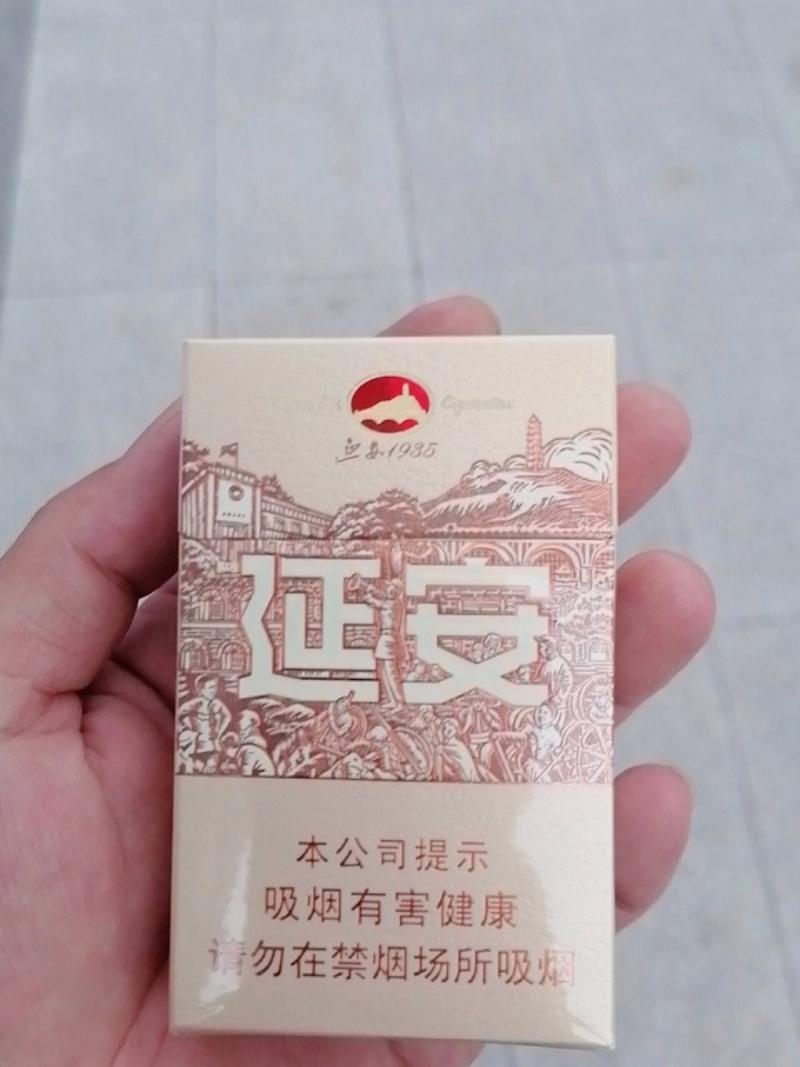 Cigarettes
延安1935
延安
本公司提示
吸烟有害健康
请勿在禁烟场所吸烟